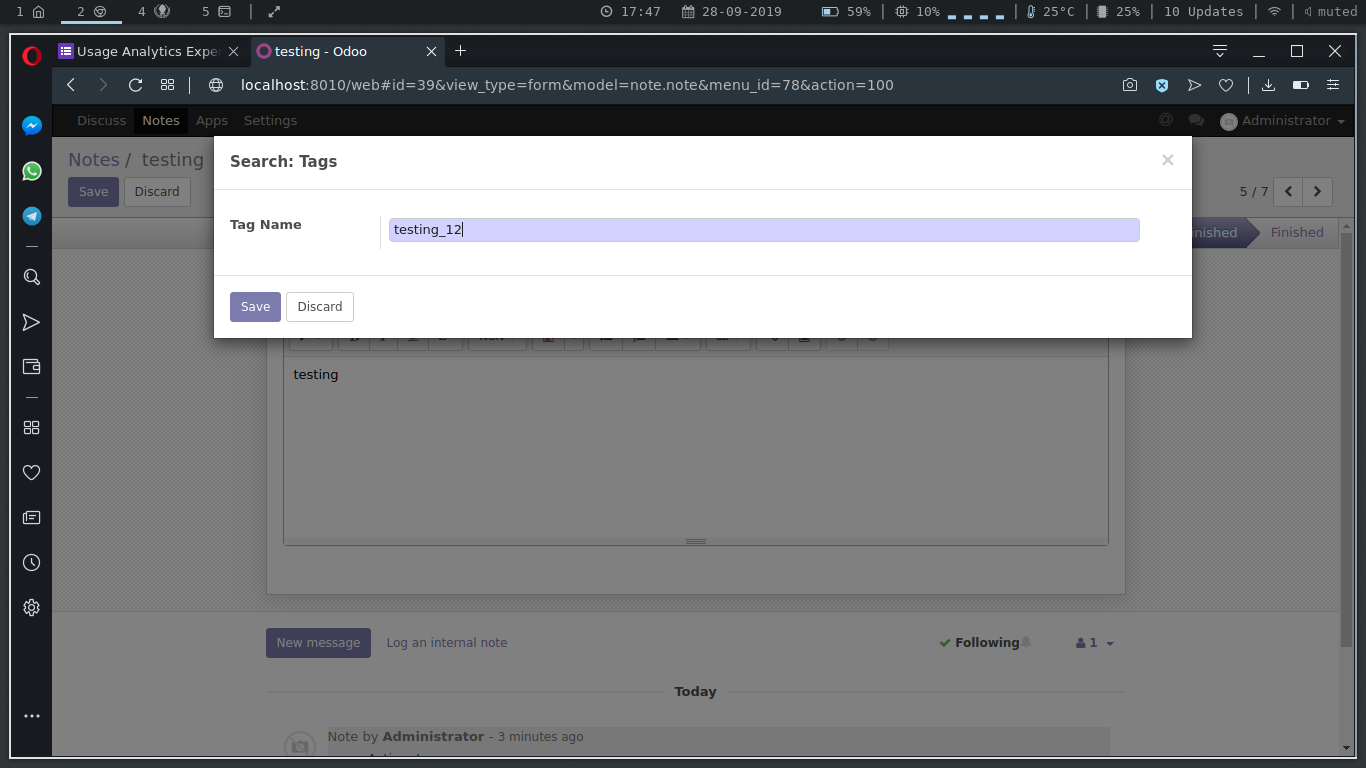 1 2 4 5 17:47 28-09-2019 59% 10% 25°C 25% 10 Updates muted
Usage Analytics Expe testing - Odoo
localhost:8010/web#id=39&view_type=form&model=note.note&menu_id=78&action=100
Discuss Notes Apps Settings @ Administrator
Notes / testing
Save Discard 5 / 7
Search: Tags ×
Tag Name testing_12
inished Finished
Save Discard
testing
New message Log an internal note Following 1
Today
Note by Administrator - 3 minutes ago